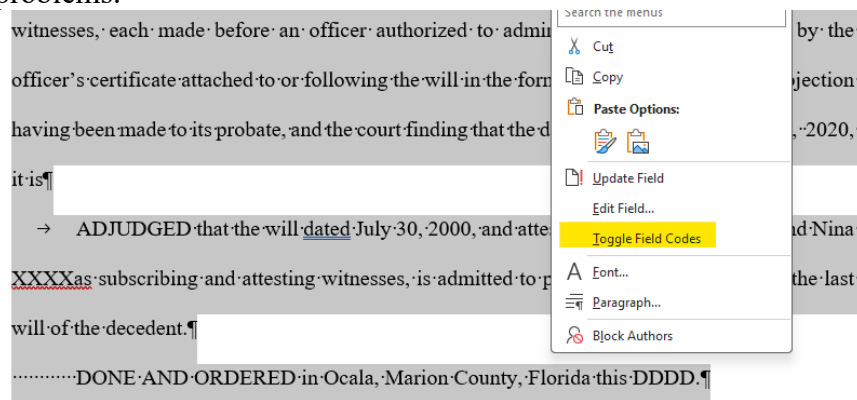 problems.
witnesses, each made before an officer authorized to admi
by the
officer's certificate attached to or following the will in the for
jection
having been made to its probate, and the court finding that the d
, 2020,
it is¶
→ ADJUDGED that the will dated July 30, 2000, and atte
nd Nina
XXXXas subscribing and attesting witnesses, is admitted to p
the last
will of the decedent.¶
DONE AND ORDERED in Ocala, Marion County, Florida this DDDD.¶
Search the menus
Cut
Copy
Paste Options:
Update Field
Edit Field...
Toggle Field Codes
Font...
Paragraph...
Block Authors